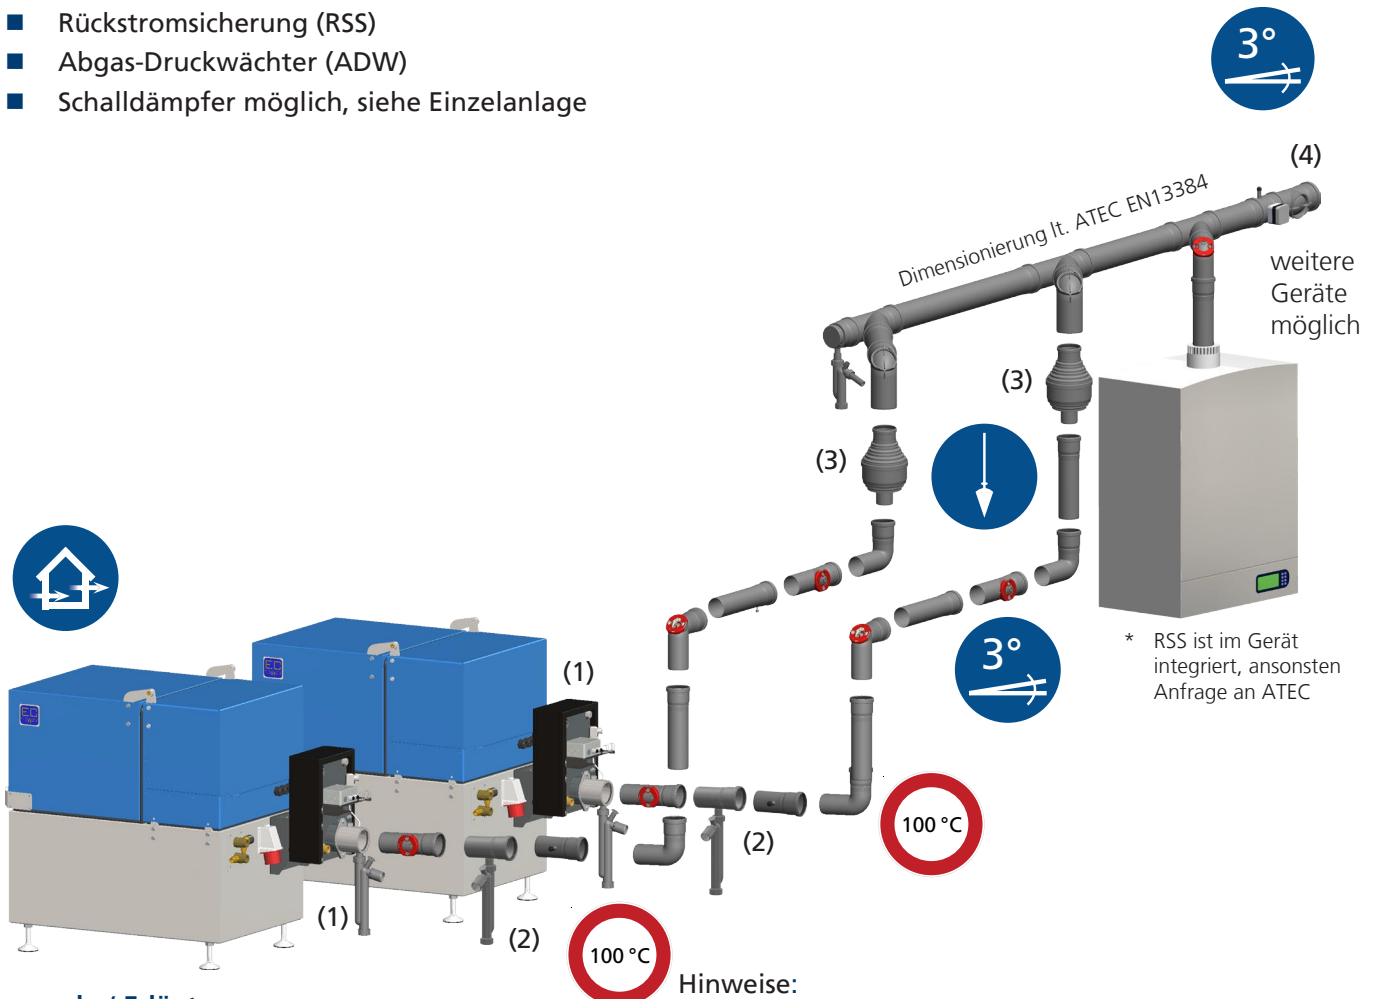 Rückstromsicherung (RSS)
Abgas-Druckwächter (ADW)
Schalldämpfer möglich, siehe Einzelanlage
3°
(4)
Dimensionierung lt. ATEC EN13384
weitere
Geräte
möglich
(3)
(3)
* RSS ist im Gerät
integriert, ansonsten
Anfrage an ATEC
3°
(1)
100 °C
(2)
(1)
(2)
100 °C
Hinweise: